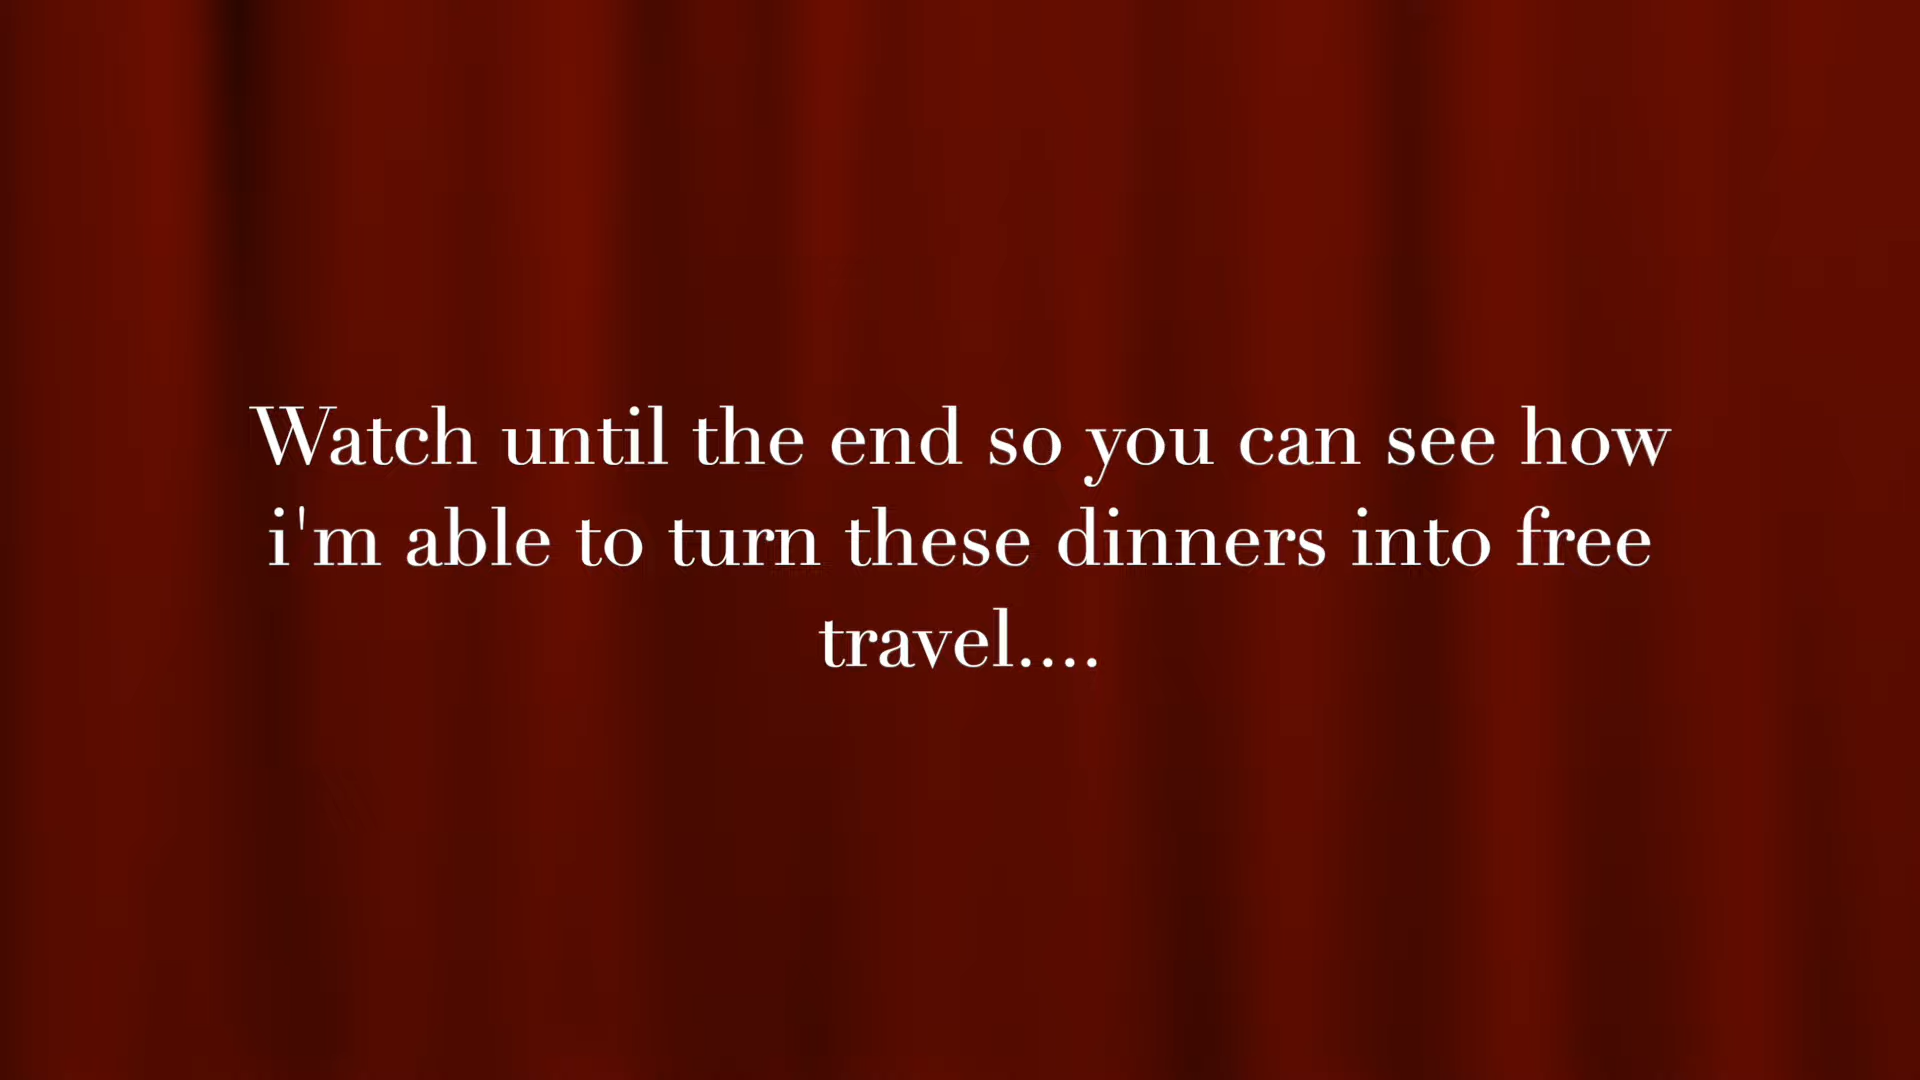 Watch until the end so you can see how
i'm able to turn these dinners into free
travel....